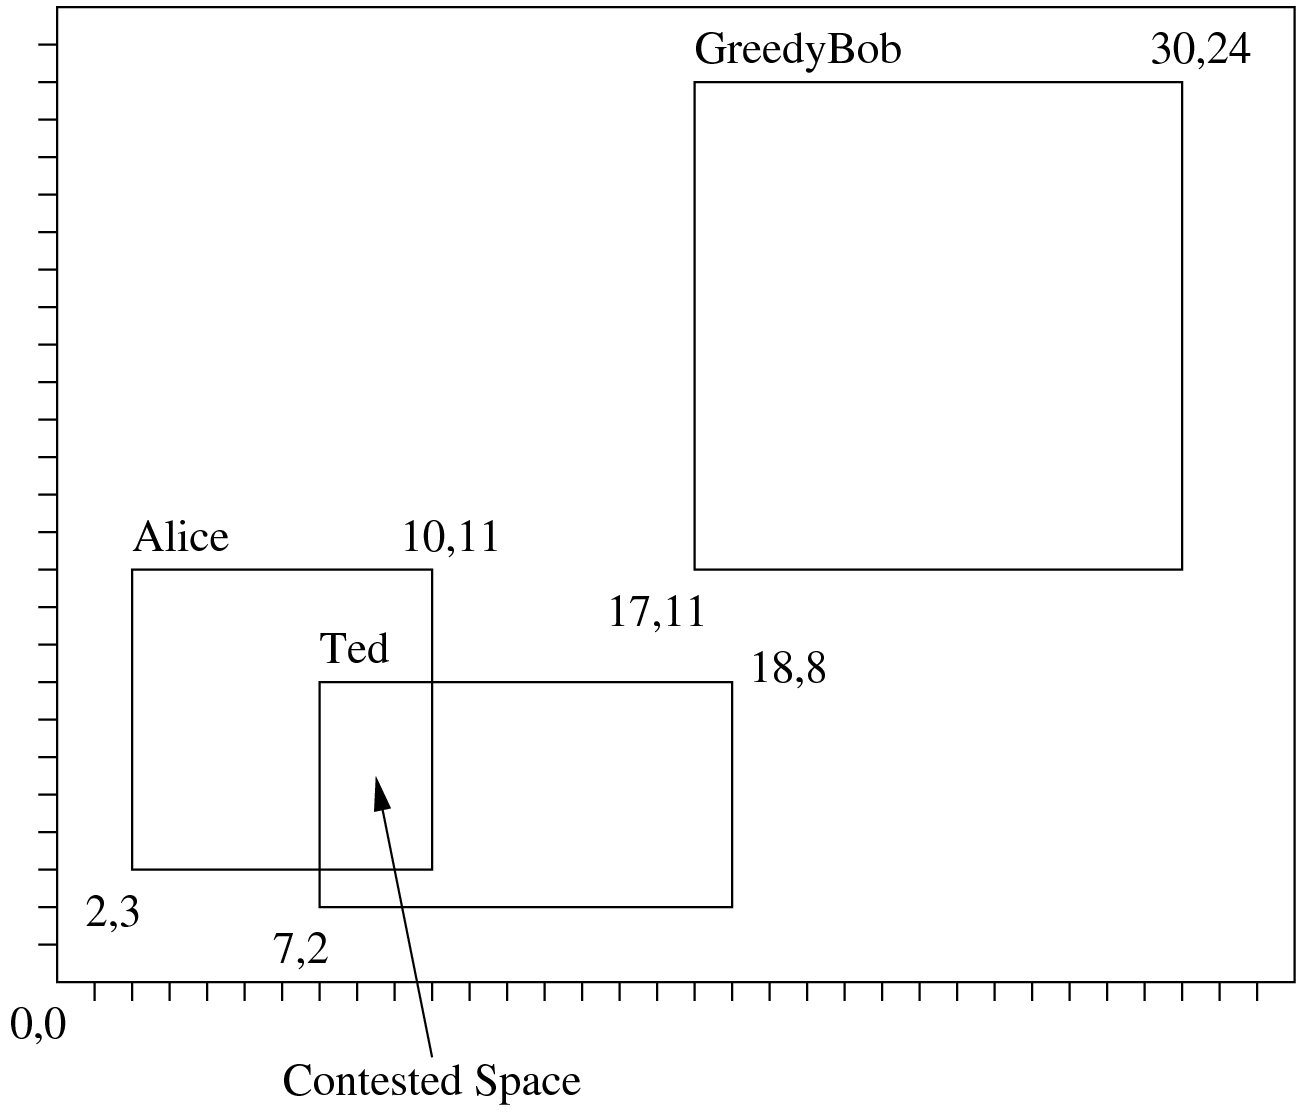 GreedyBob 30,24
Alice 10,11
17,11
Ted
18,8
2,3
7,2
0,0
Contested Space